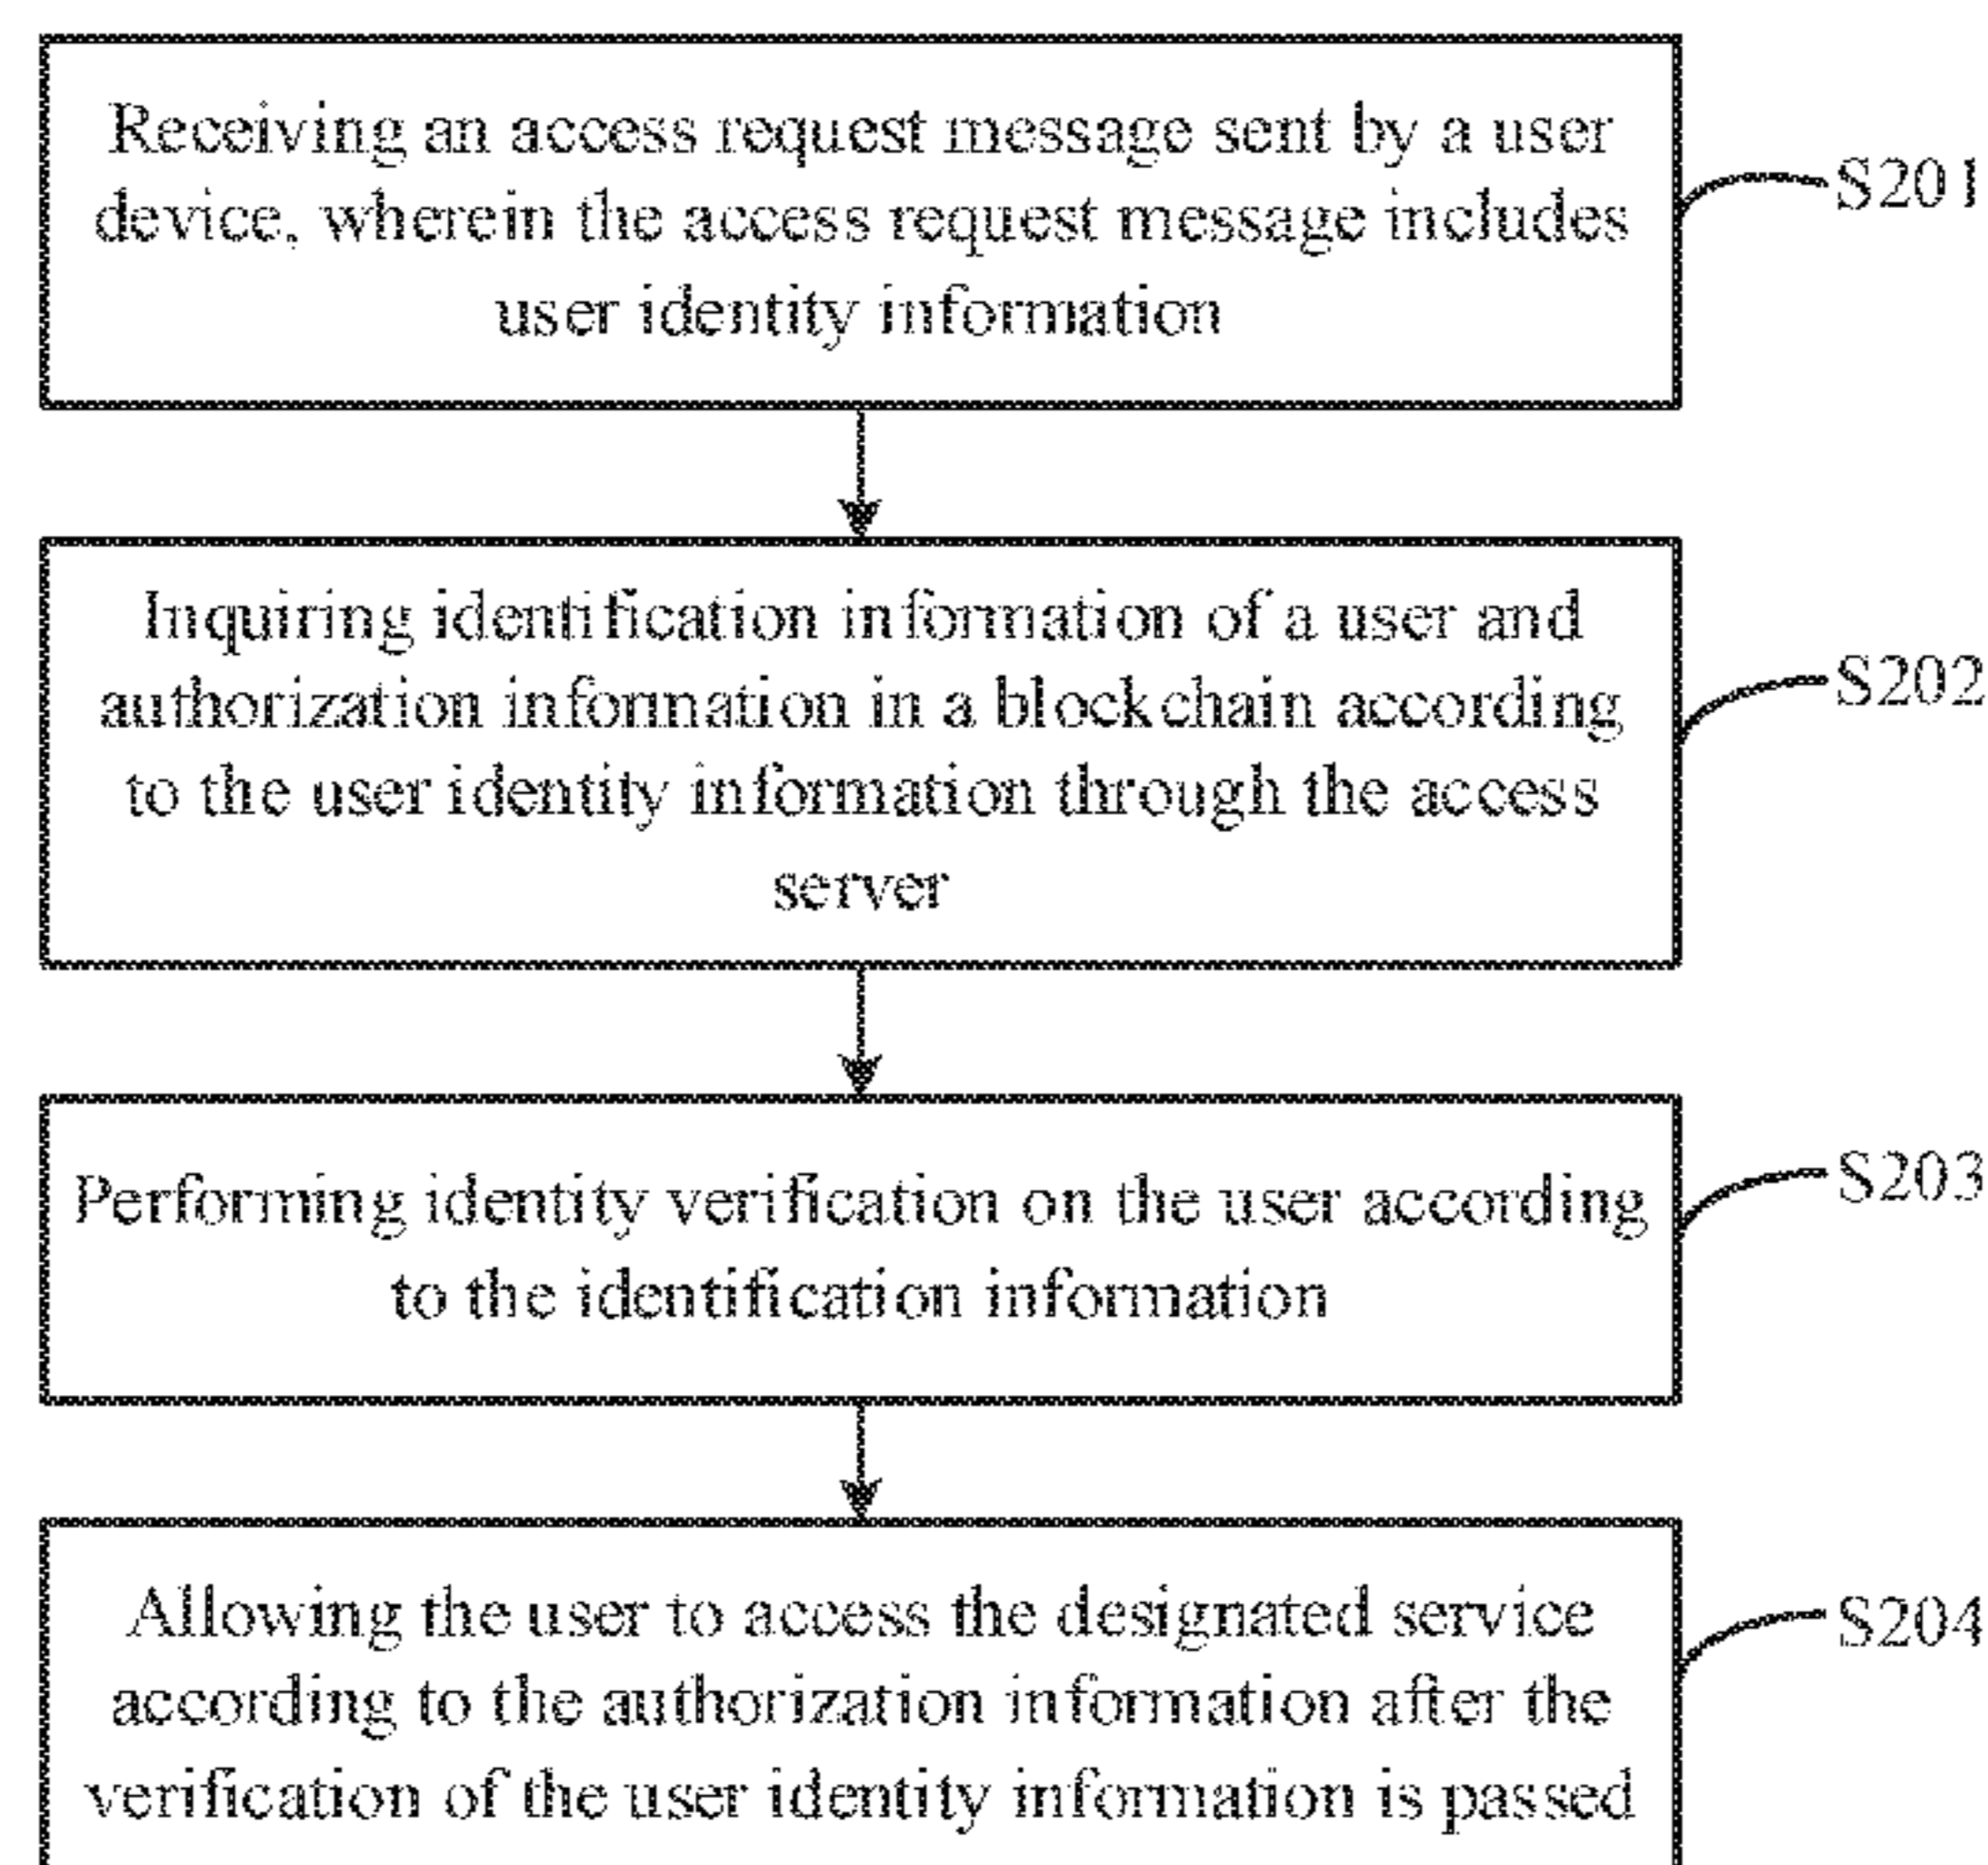 Receiving an access request message sent by a user
device, wherein the access request message includes
user identity information
S201
Inquiring identification information of a user and
authorization information in a blockchain according
to the user identity information through the access
server
S202
Performing identity verification on the user according
to the identification information
S203
Allowing the user to access the designated service
according to the authorization information after the
verification of the user identity information is passed
S204